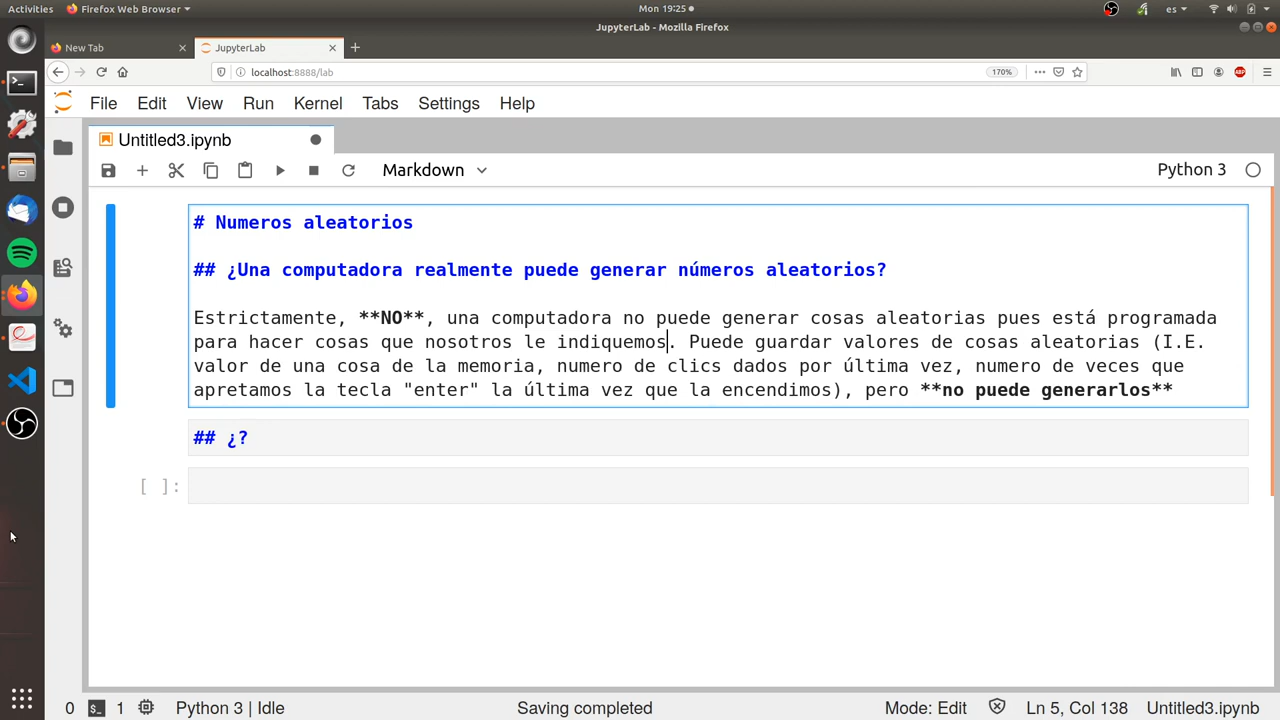 Activities Firefox Web Browser Mon 19:25 es
JupyterLab - Mozilla Firefox
New Tab JupyterLab
localhost:8888/lab 170% ABP
File Edit View Run Kernel Tabs Settings Help
Untitled3.ipynb
Markdown Python 3
# Numeros aleatorios
## ¿Una computadora realmente puede generar números aleatorios?
Estrictamente, **NO**, una computadora no puede generar cosas aleatorias pues está programada
para hacer cosas que nosotros le indiquemos. Puede guardar valores de cosas aleatorias (I.E.
valor de una cosa de la memoria, numero de clics dados por última vez, numero de veces que
apretamos la tecla "enter" la última vez que la encendimos), pero **no puede generarlos**
## ¿?
[ ]:
0 1 Python 3 | Idle Saving completed Mode: Edit Ln 5, Col 138 Untitled3.ipynb